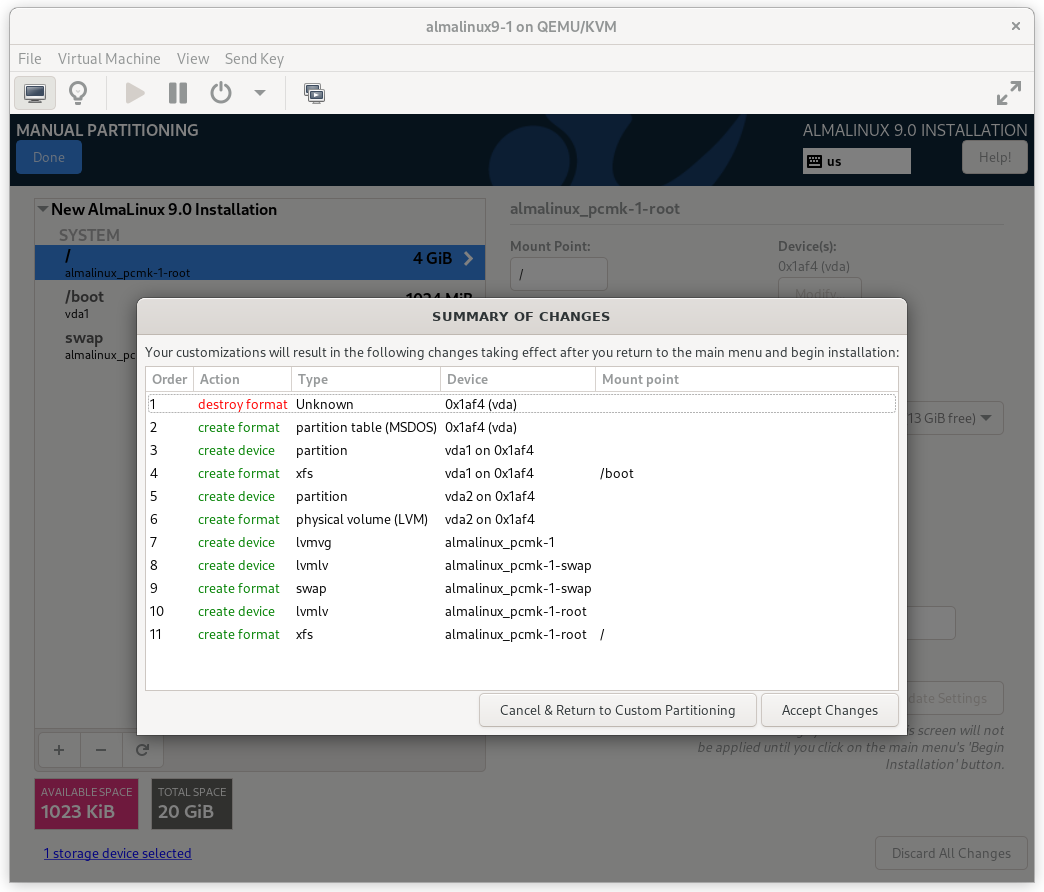 almalinux9-1 on QEMU/KVM
File Virtual Machine View Send Key
MANUAL PARTITIONING
ALMALINUX 9.0 INSTALLATION
Done
us
Help!
New AlmaLinux 9.0 Installation
SYSTEM
/ 4 GiB
almalinux_pcmk-1-root
/boot 1024 MiB
vda1
swap
almalinux_pc
almalinux_pcmk-1-root
Mount Point:
Device(s):
/
0x1af4 (vda)
Modify...
13 GiB free)
SUMMARY OF CHANGES
Your customizations will result in the following changes taking effect after you return to the main menu and begin installation:
Order Action Type Device Mount point
1 destroy format Unknown 0x1af4 (vda)
2 create format partition table (MSDOS) 0x1af4 (vda)
3 create device partition vda1 on 0x1af4
4 create format xfs vda1 on 0x1af4 /boot
5 create device partition vda2 on 0x1af4
6 create format physical volume (LVM) vda2 on 0x1af4
7 create device lvmvg almalinux_pcmk-1
8 create device lvmlv almalinux_pcmk-1-swap
9 create format swap almalinux_pcmk-1-swap
10 create device lvmlv almalinux_pcmk-1-root
11 create format xfs almalinux_pcmk-1-root /
Cancel & Return to Custom Partitioning
Accept Changes
date Settings
s screen will not
be applied until you click on the main menu's 'Begin
Installation' button.
AVAILABLE SPACE
1023 KiB
TOTAL SPACE
20 GiB
1 storage device selected
Discard All Changes